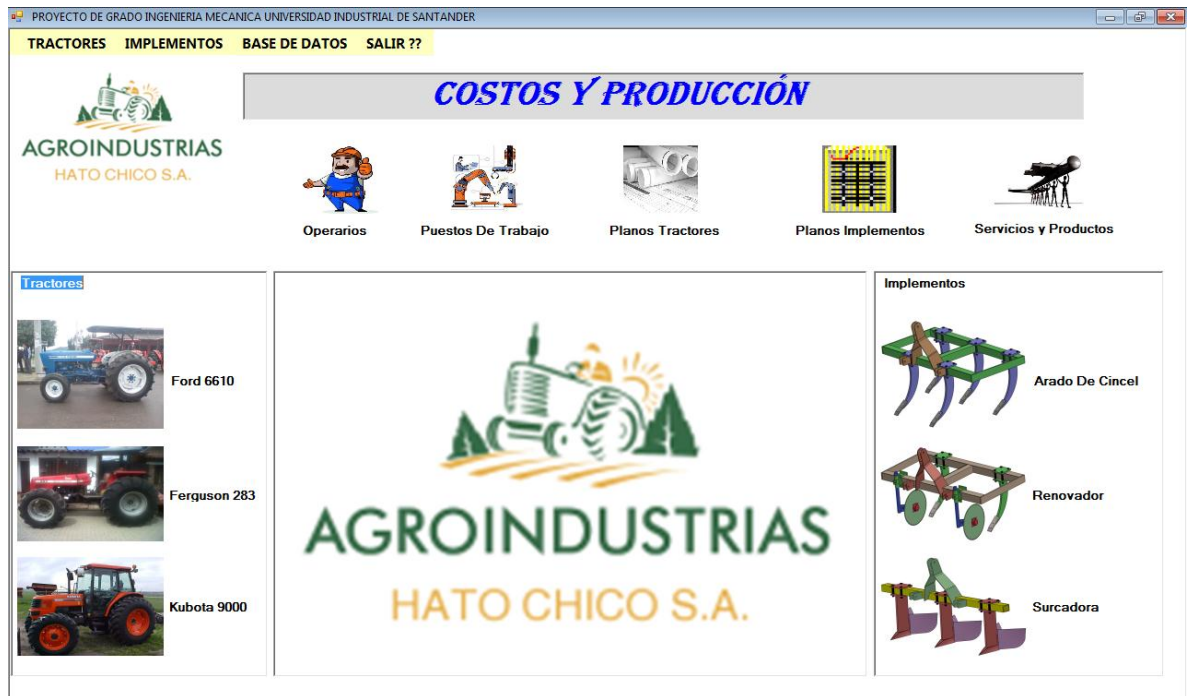 PROYECTO DE GRADO INGENIERIA MECANICA UNIVERSIDAD INDUSTRIAL DE SANTANDER
TRACTORES IMPLEMENTOS BASE DE DATOS SALIR ??
COSTOS Y PRODUCCIÓN
AGROINDUSTRIAS
HATO CHICO S.A.
Operarios
Puestos De Trabajo
Planos Tractores
Planos Implementos
Servicios y Productos
Tractores
Ford 6610
Ferguson 283
Kubota 9000
AGROINDUSTRIAS
HATO CHICO S.A.
Implementos
Arado De Cincel
Renovador
Surcadora